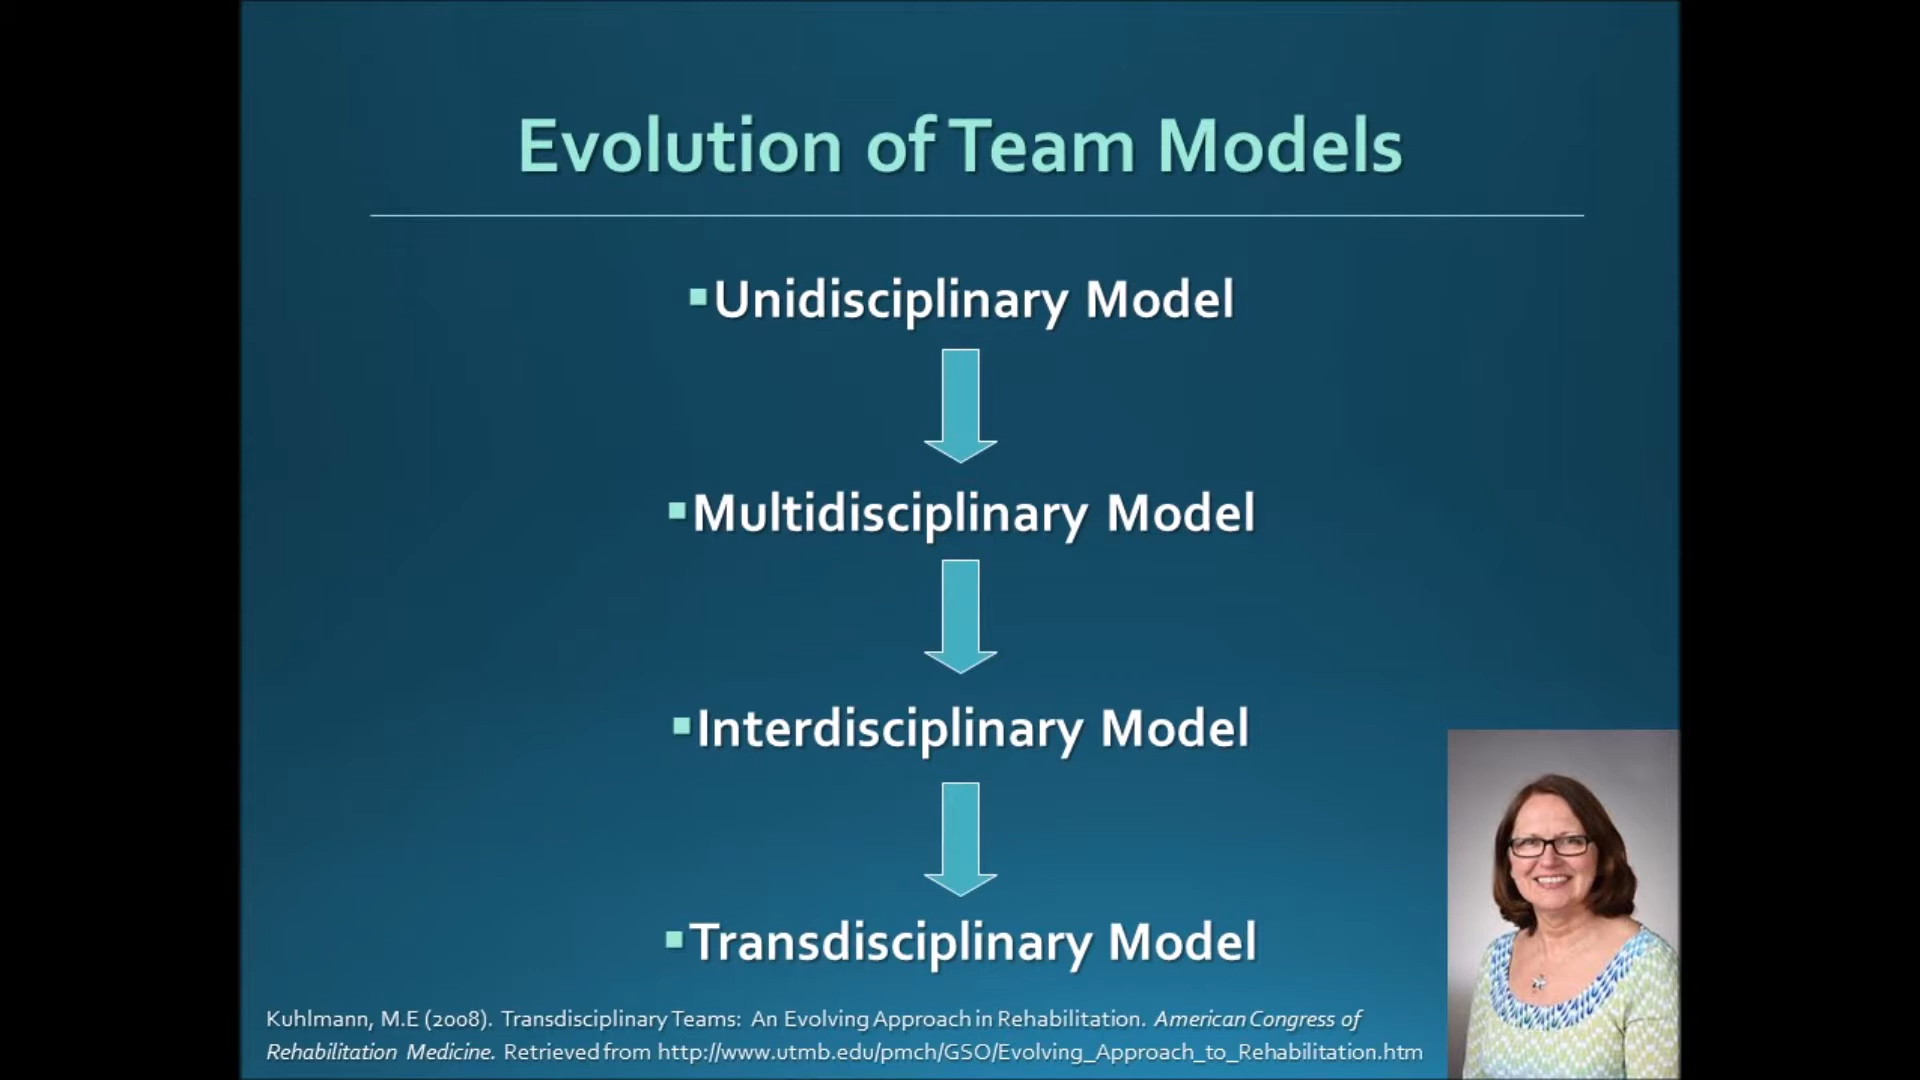 Evolution of Team Models
▪Unidisciplinary Model
▪Multidisciplinary Model
▪Interdisciplinary Model
▪Transdisciplinary Model
Kuhlmann, M.E (2008). Transdisciplinary Teams: An Evolving Approach in Rehabilitation. American Congress of
Rehabilitation Medicine. Retrieved from http://www.utmb.edu/pmch/GSO/Evolving_Approach_to_Rehabilitation.htm